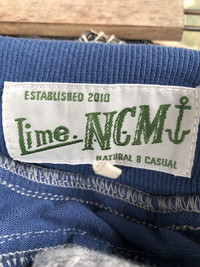 ESTABLISHED 2010
Lime. NCM
NATURAL & CASUAL